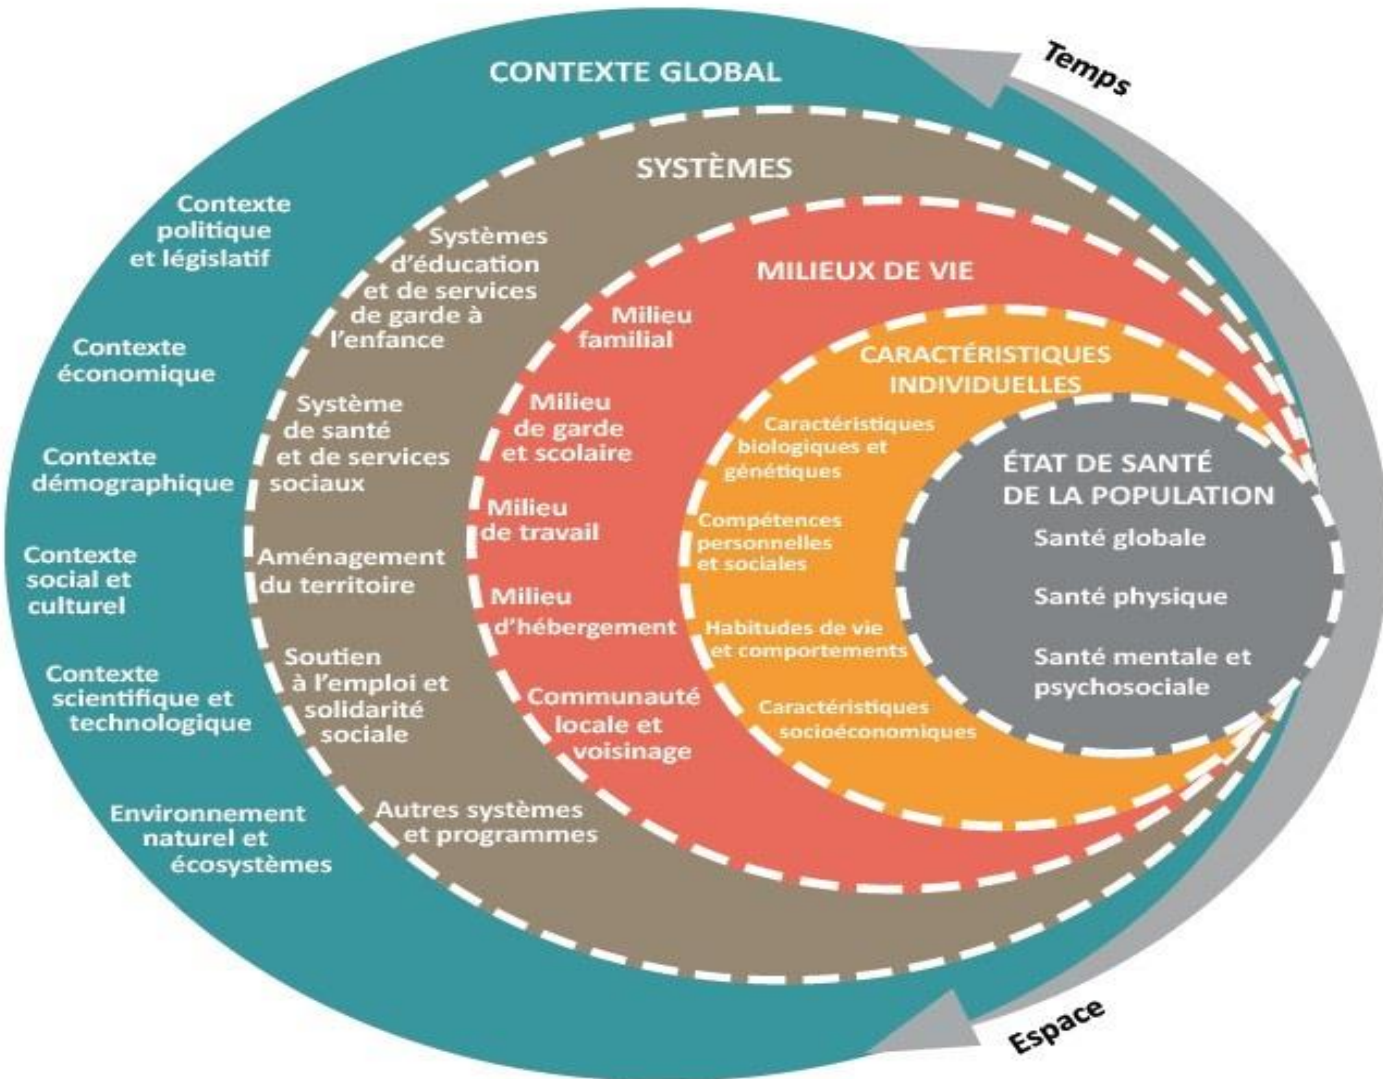 CONTEXTE GLOBAL
Contexte
politique
et législatif
Contexte
économique
Contexte
démographique
Contexte
social et
culturel
Contexte
scientifique et
technologique
Environnement
naturel et
écosystèmes
SYSTÈMES
Systèmes
d'éducation
et de services
de garde à
l'enfance
Système
de santé
et de services
sociaux
Aménagement
du territoire
Soutien
à l'emploi et
solidarité
sociale
Autres systèmes
et programmes
MILIEUX DE VIE
Milieu
familial
Milieu
de garde
et scolaire
Milieu
de travail
Milieu
d'hébergement
Communauté
locale et
voisinage
CARACTÉRISTIQUES
INDIVIDUELLES
Caractéristiques
biologiques et
génétiques
Compétences
personnelles
et sociales
Habitudes de vie
et comportements
Caractéristiques
socioéconomiques
ÉTAT DE SANTÉ
DE LA POPULATION
Santé globale
Santé physique
Santé mentale et
psychosociale
Temps
Espace